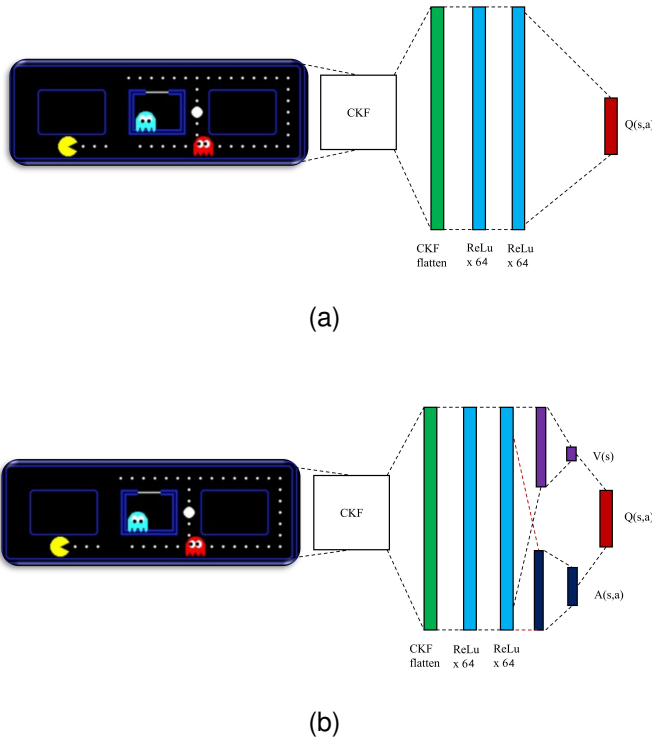 CKF
Q(s,a)
CKF
flatten
ReLu
x 64
ReLu
x 64
(a)
CKF
V(s)
Q(s,a)
A(s,a)
CKF
flatten
ReLu
x 64
ReLu
x 64
(b)